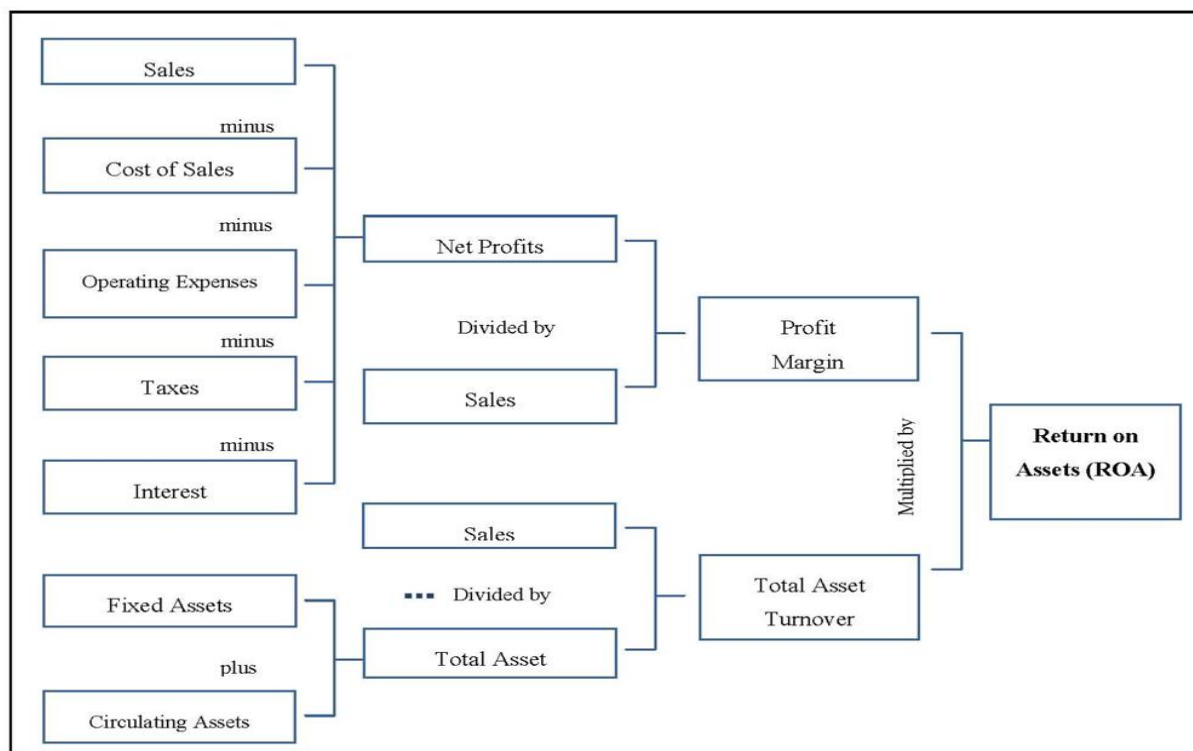 Sales
minus
Cost of Sales
minus
Operating Expenses
minus
Taxes
minus
Interest
Net Profits
Divided by
Sales
Profit
Margin
Multiplied by
Return on
Assets (ROA)
Sales
Divided by
Total Asset
Total Asset
Turnover
Fixed Assets
plus
Circulating Assets